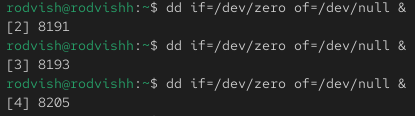 rodvish@rodvishh:~$ dd if=/dev/zero of=/dev/null &
[2] 8191
rodvish@rodvishh:~$ dd if=/dev/zero of=/dev/null &
[3] 8193
rodvish@rodvishh:~$ dd if=/dev/zero of=/dev/null &
[4] 8205